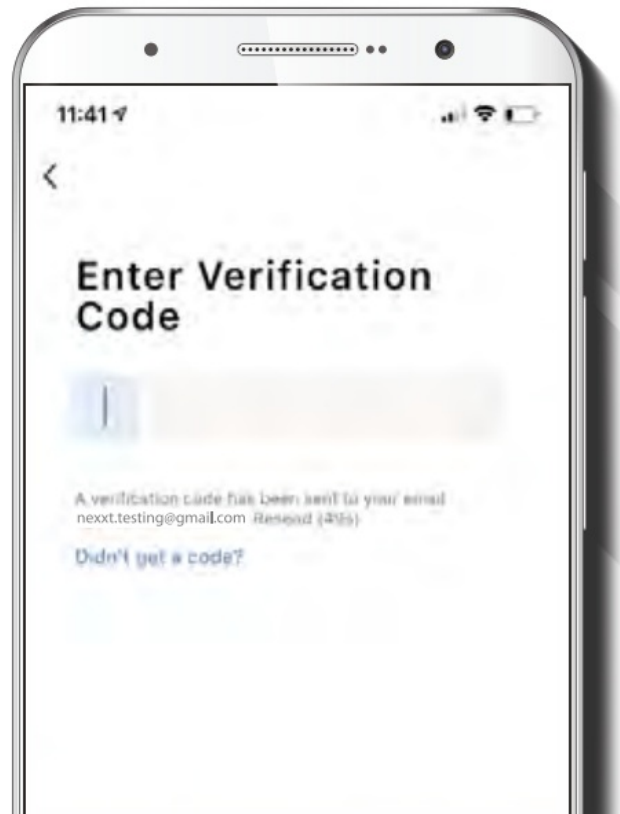 11:41
Enter Verification
Code
A verification code has been sent to your email
nexxt.testing@gmail.com Resend (49s)
Didn't get a code?